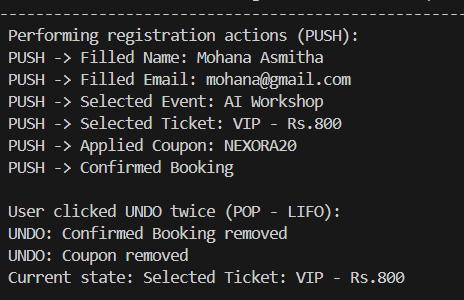 --------------------------------------------------
Performing registration actions (PUSH):
PUSH -> Filled Name: Mohana Asmitha
PUSH -> Filled Email: mohana@gmail.com
PUSH -> Selected Event: AI Workshop
PUSH -> Selected Ticket: VIP - Rs.800
PUSH -> Applied Coupon: NEXORA20
PUSH -> Confirmed Booking

User clicked UNDO twice (POP - LIFO):
UNDO: Confirmed Booking removed
UNDO: Coupon removed
Current state: Selected Ticket: VIP - Rs.800